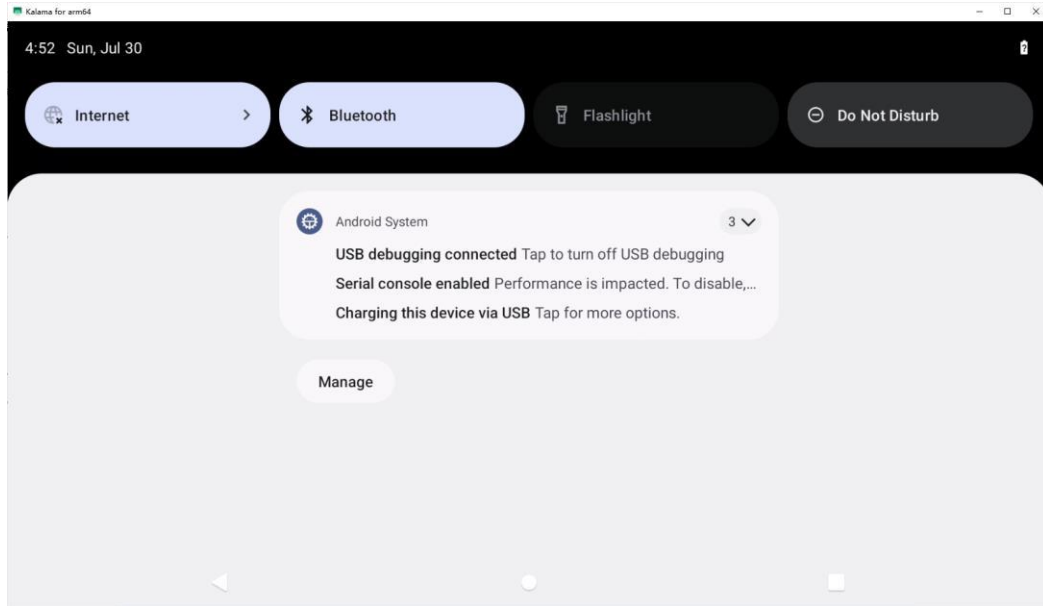 Kalama for arm64
4:52 Sun, Jul 30
Internet
Bluetooth
Flashlight
Do Not Disturb
Android System
3
USB debugging connected Tap to turn off USB debugging
Serial console enabled Performance is impacted. To disable,...
Charging this device via USB Tap for more options.
Manage